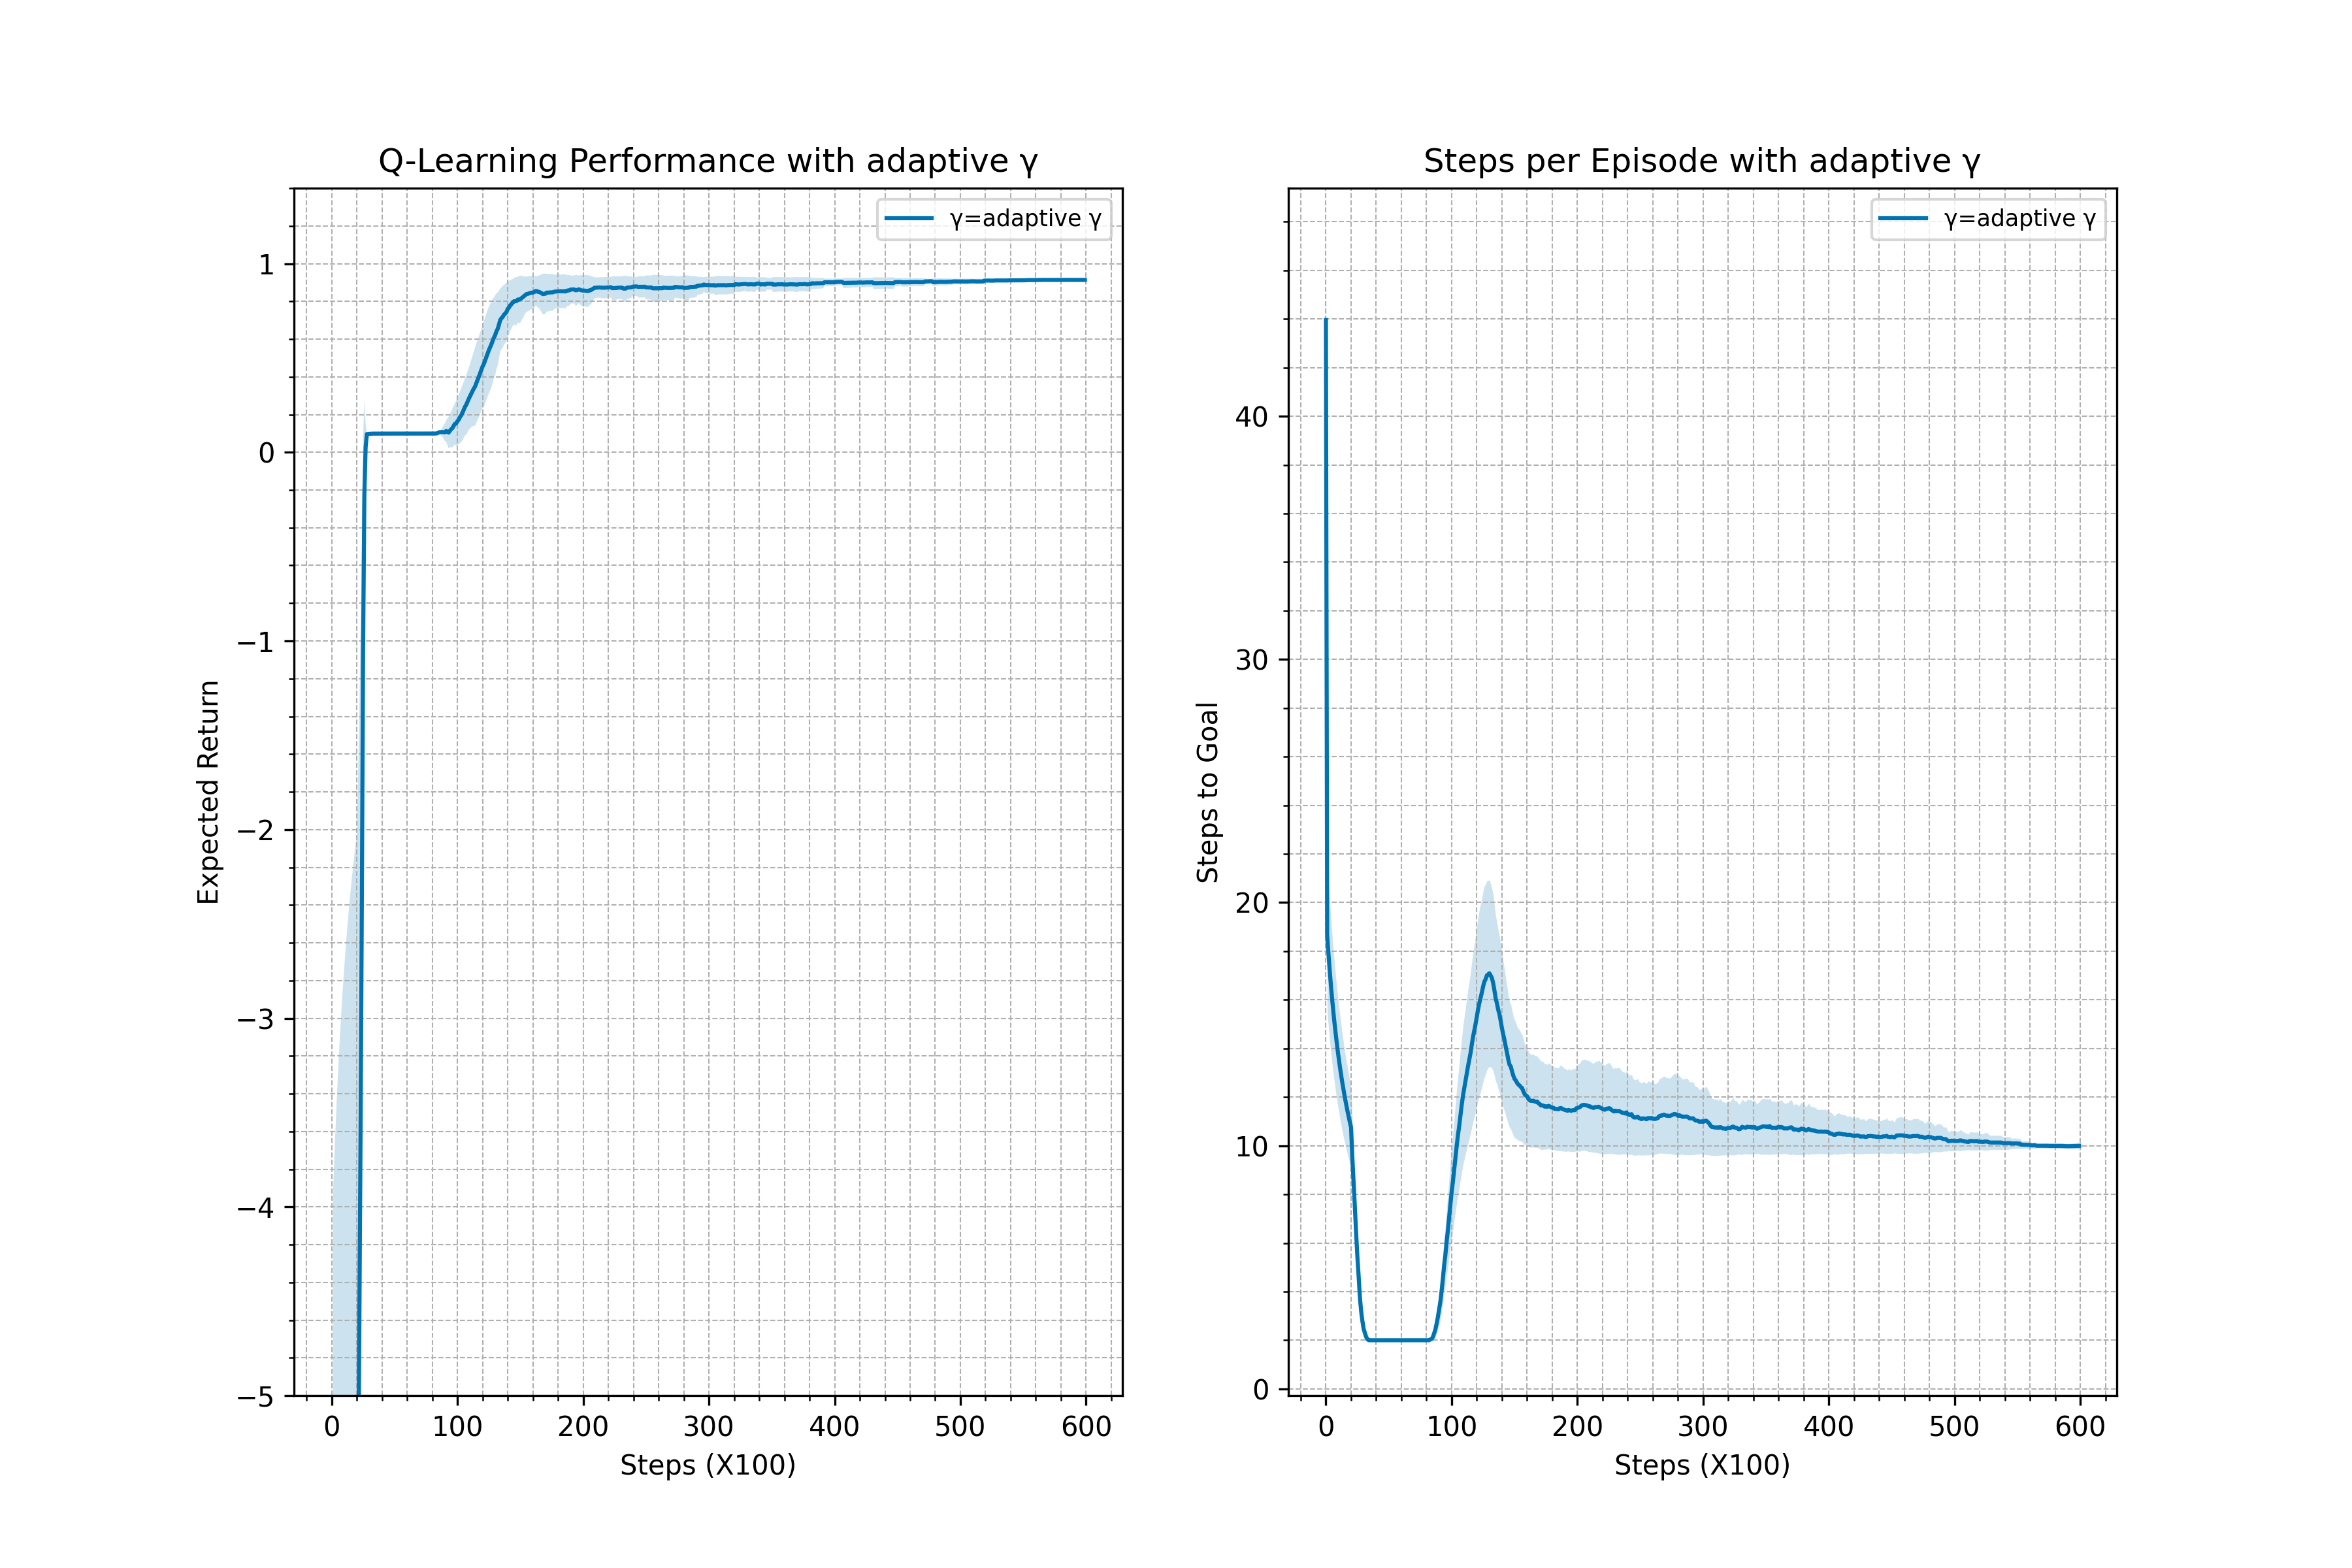 Q-Learning Performance with adaptive γ
γ=adaptive γ
1
0
−1
−2
−3
−4
−5
Expected Return
0 100 200 300 400 500 600
Steps (X100)
Steps per Episode with adaptive γ
γ=adaptive γ
40
30
20
10
0
Steps to Goal
0 100 200 300 400 500 600
Steps (X100)